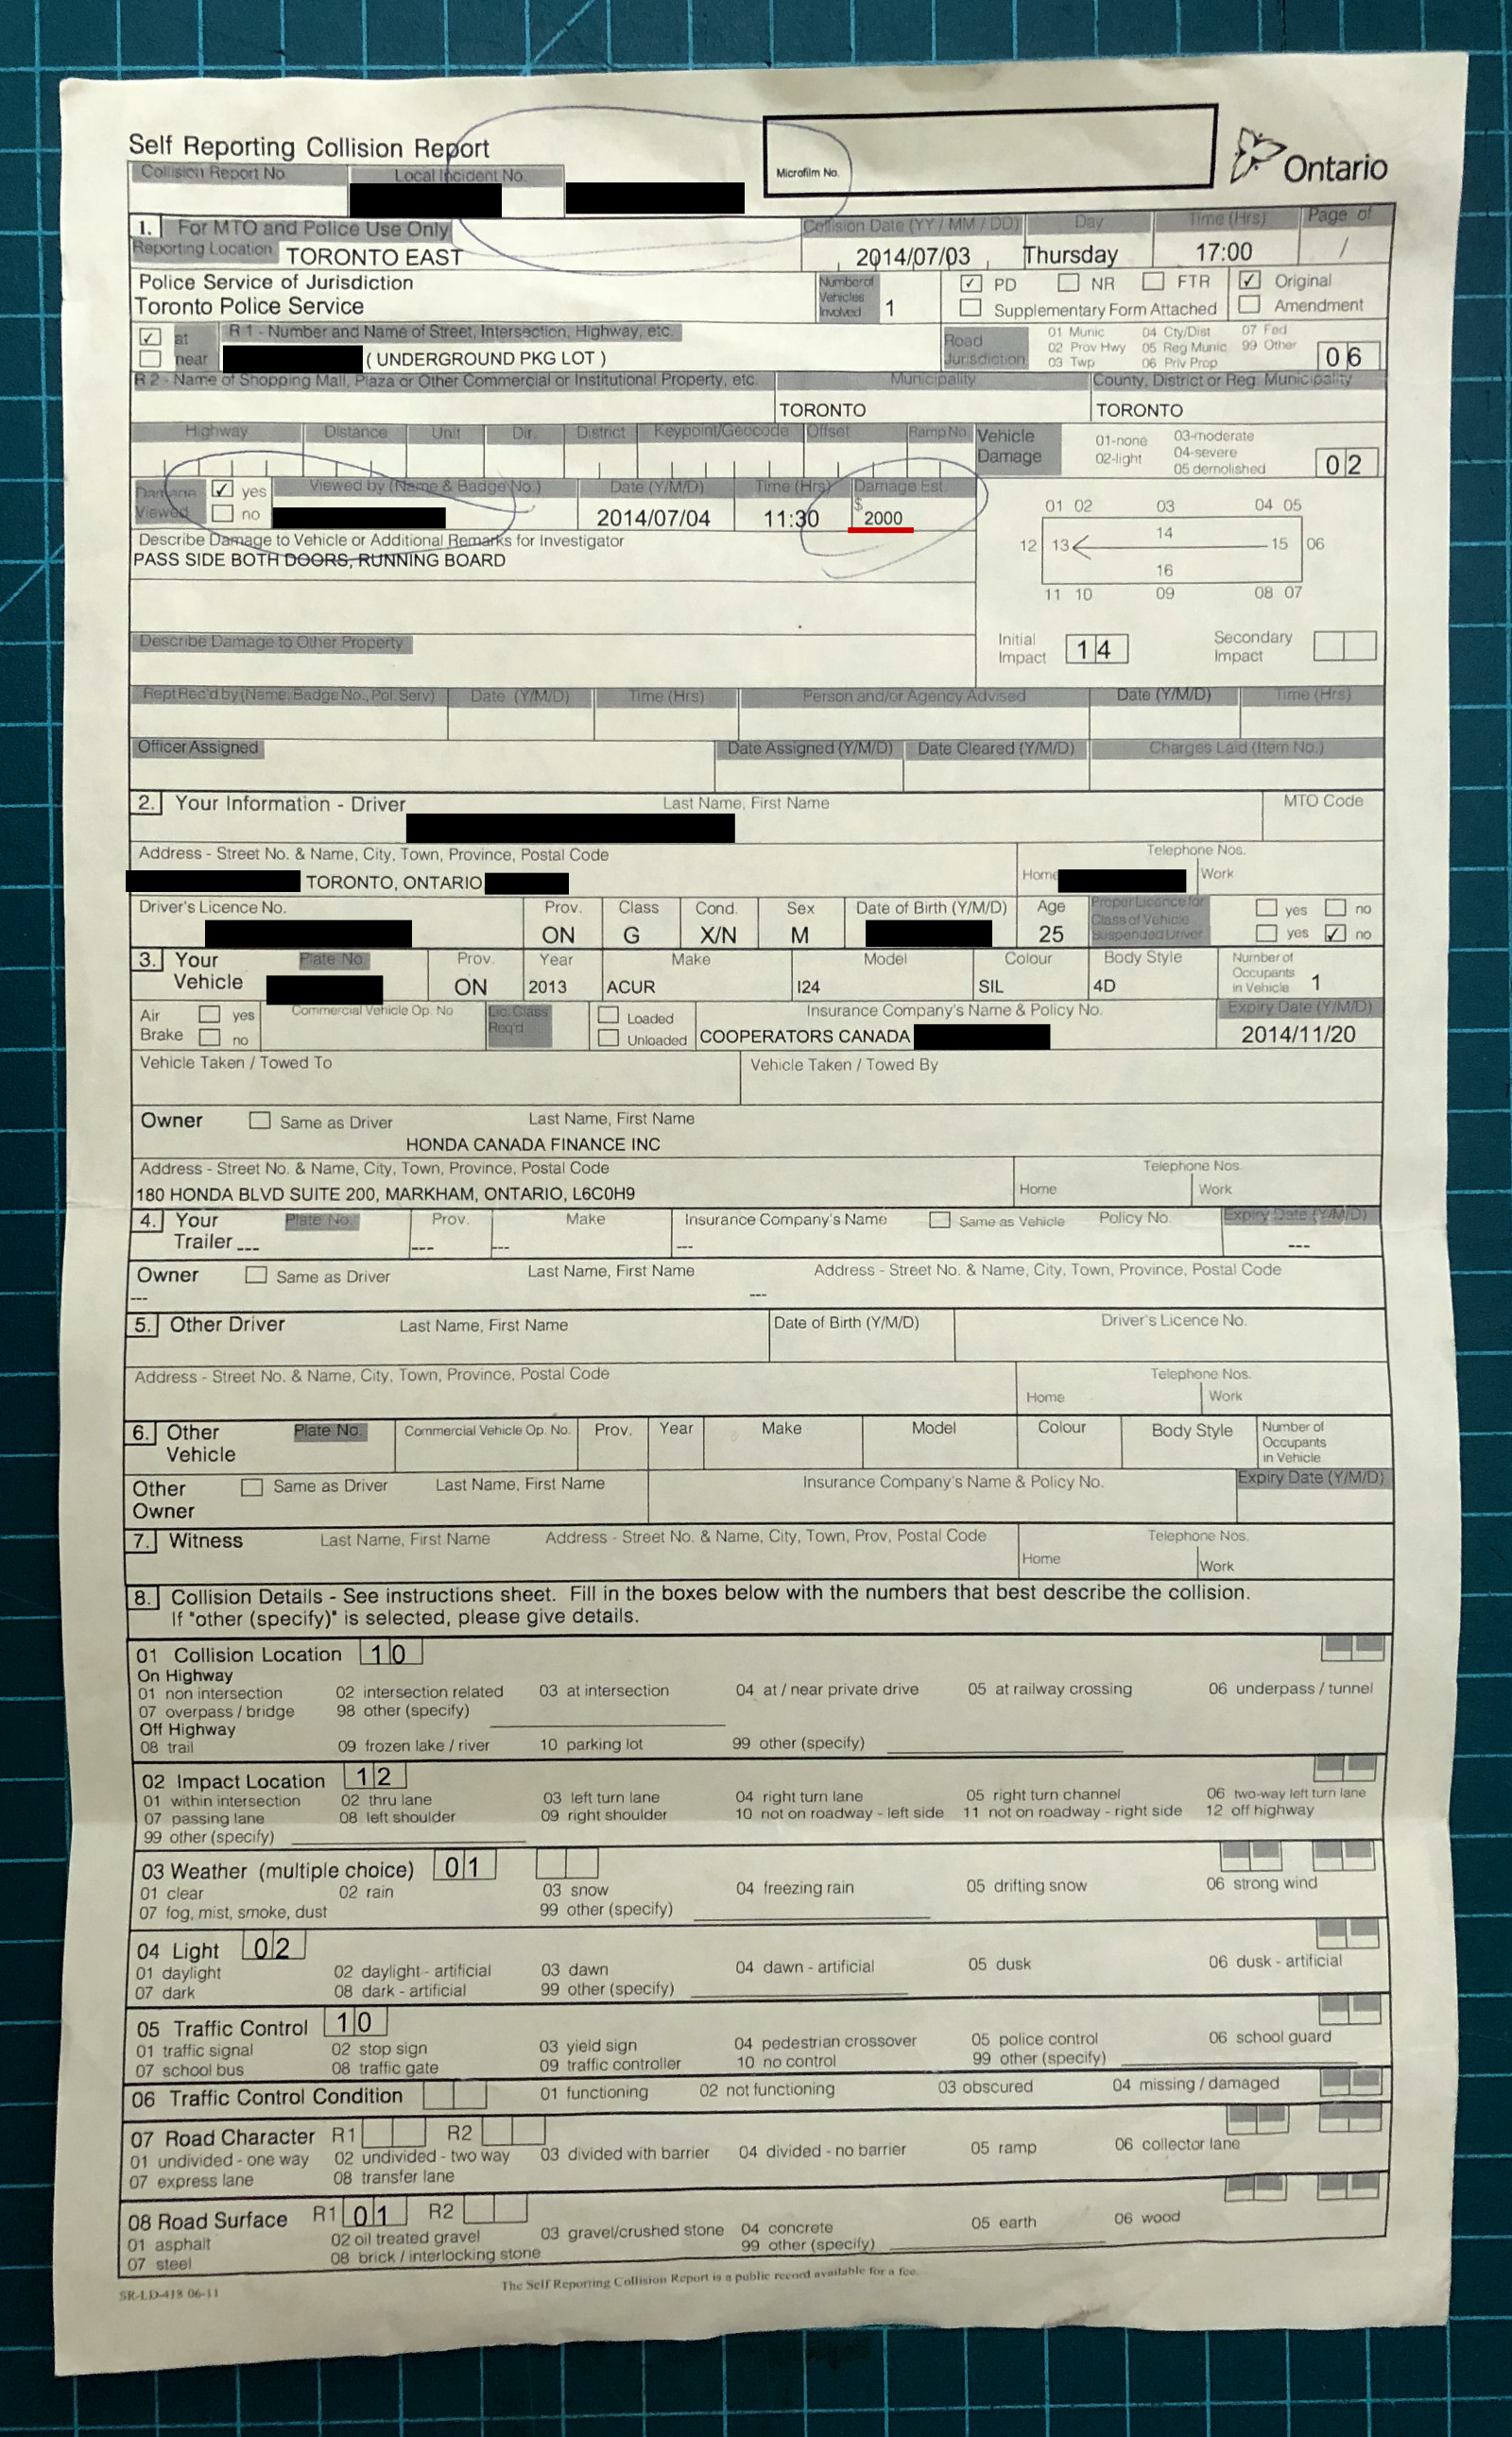 Self Reporting Collision Report
Microfilm No.
Ontario
Collision Report No. Local Incident No.
1. For MTO and Police Use Only Collision Date (YY / MM / DD) Day Time (Hrs) Page of
Reporting Location TORONTO EAST 2014/07/03 Thursday 17:00 /
Police Service of Jurisdiction Number of Vehicles Involved 1 ✓ PD NR FTR ✓ Original
Toronto Police Service Supplementary Form Attached Amendment
✓ at R 1 - Number and Name of Street, Intersection, Highway, etc. Road Jurisdiction 01 Munic 04 Cty/Dist 07 Fed
near ( UNDERGROUND PKG LOT ) 02 Prov Hwy 05 Reg Munic 99 Other 06
03 Twp 06 Priv Prop
R 2 - Name of Shopping Mall, Plaza or Other Commercial or Institutional Property, etc. Municipality County, District or Reg. Municipality
TORONTO TORONTO
Highway Distance Unit Dir. District Keypoint/Geocode Offset Ramp No. Vehicle Damage 01-none 03-moderate
02-light 04-severe 02
05 demolished
Damage Viewed ✓ yes Viewed by (Name & Badge No.) Date (Y/M/D) Time (Hrs) Damage Est.
no 2014/07/04 11:30 $ 2000
Describe Damage to Vehicle or Additional Remarks for Investigator
PASS SIDE BOTH DOORS, RUNNING BOARD
01 02 03 04 05
14
12 13 15 06
16
11 10 09 08 07
Describe Damage to Other Property Initial Impact 14 Secondary Impact
Rept Rec'd by (Name, Badge No., Pol. Serv) Date (Y/M/D) Time (Hrs) Person and/or Agency Advised Date (Y/M/D) Time (Hrs)
Officer Assigned Date Assigned (Y/M/D) Date Cleared (Y/M/D) Charges Laid (Item No.)
2. Your Information - Driver Last Name, First Name MTO Code
Address - Street No. & Name, City, Town, Province, Postal Code Telephone Nos.
TORONTO, ONTARIO Home Work
Driver's Licence No. Prov. Class Cond. Sex Date of Birth (Y/M/D) Age Proper Licence for Class of Vehicle yes no
ON G X/N M 25 Suspended Driver yes ✓ no
3. Your Vehicle Plate No. Prov. Year Make Model Colour Body Style Number of Occupants in Vehicle 1
ON 2013 ACUR I24 SIL 4D
Air Brake yes Commercial Vehicle Op. No Lic. Class Req'd Loaded Insurance Company's Name & Policy No. Expiry Date (Y/M/D)
no Unloaded COOPERATORS CANADA 2014/11/20
Vehicle Taken / Towed To Vehicle Taken / Towed By
Owner Same as Driver Last Name, First Name
HONDA CANADA FINANCE INC
Address - Street No. & Name, City, Town, Province, Postal Code Telephone Nos.
180 HONDA BLVD SUITE 200, MARKHAM, ONTARIO, L6C0H9 Home Work
4. Your Plate No. Prov. Make Insurance Company's Name Same as Vehicle Policy No. Expiry Date (Y/M/D)
Trailer --- --- --- --- ---
Owner Same as Driver Last Name, First Name Address - Street No. & Name, City, Town, Province, Postal Code
--- ---
5. Other Driver Last Name, First Name Date of Birth (Y/M/D) Driver's Licence No.
Address - Street No. & Name, City, Town, Province, Postal Code Telephone Nos.
Home Work
6. Other Vehicle Plate No. Commercial Vehicle Op. No. Prov. Year Make Model Colour Body Style Number of Occupants in Vehicle
Other Owner Same as Driver Last Name, First Name Insurance Company's Name & Policy No. Expiry Date (Y/M/D)
7. Witness Last Name, First Name Address - Street No. & Name, City, Town, Prov, Postal Code Telephone Nos.
Home Work
8. Collision Details - See instructions sheet. Fill in the boxes below with the numbers that best describe the collision.
If "other (specify)" is selected, please give details.
01 Collision Location 10
On Highway
01 non intersection 02 intersection related 03 at intersection 04 at / near private drive 05 at railway crossing 06 underpass / tunnel
07 overpass / bridge 98 other (specify)
Off Highway
08 trail 09 frozen lake / river 10 parking lot 99 other (specify)
02 Impact Location 12
01 within intersection 02 thru lane 03 left turn lane 04 right turn lane 05 right turn channel 06 two-way left turn lane
07 passing lane 08 left shoulder 09 right shoulder 10 not on roadway - left side 11 not on roadway - right side 12 off highway
99 other (specify)
03 Weather (multiple choice) 01
01 clear 02 rain 03 snow 04 freezing rain 05 drifting snow 06 strong wind
07 fog, mist, smoke, dust 99 other (specify)
04 Light 02
01 daylight 02 daylight - artificial 03 dawn 04 dawn - artificial 05 dusk 06 dusk - artificial
07 dark 08 dark - artificial 99 other (specify)
05 Traffic Control 10
01 traffic signal 02 stop sign 03 yield sign 04 pedestrian crossover 05 police control 06 school guard
07 school bus 08 traffic gate 09 traffic controller 10 no control 99 other (specify)
06 Traffic Control Condition 01 functioning 02 not functioning 03 obscured 04 missing / damaged
07 Road Character R1 R2
01 undivided - one way 02 undivided - two way 03 divided with barrier 04 divided - no barrier 05 ramp 06 collector lane
07 express lane 08 transfer lane
08 Road Surface R1 01 R2
01 asphalt 02 oil treated gravel 03 gravel/crushed stone 04 concrete 05 earth 06 wood
07 steel 08 brick / interlocking stone 99 other (specify)
SR-LD-418 06-11 The Self Reporting Collision Report is a public record available for a fee.